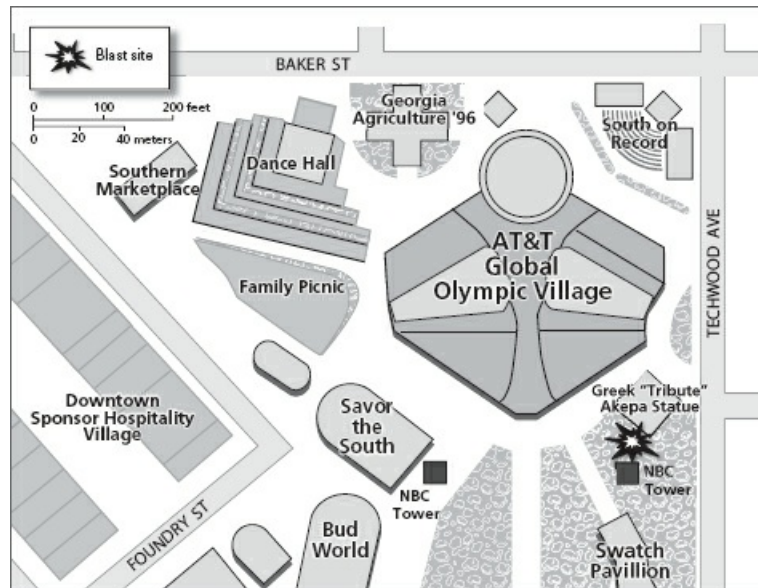 Blast site
0 100 200 feet
0 20 40 meters
BAKER ST
Georgia
Agriculture '96
South on
Record
Dance Hall
Southern
Marketplace
TECHWOOD AVE
AT&T
Global
Olympic Village
Family Picnic
Greek "Tribute"
Akepa Statue
Downtown
Sponsor Hospitality
Village
Savor
the
South
NBC
Tower
NBC
Tower
FOUNDRY ST
Bud
World
Swatch
Pavillion